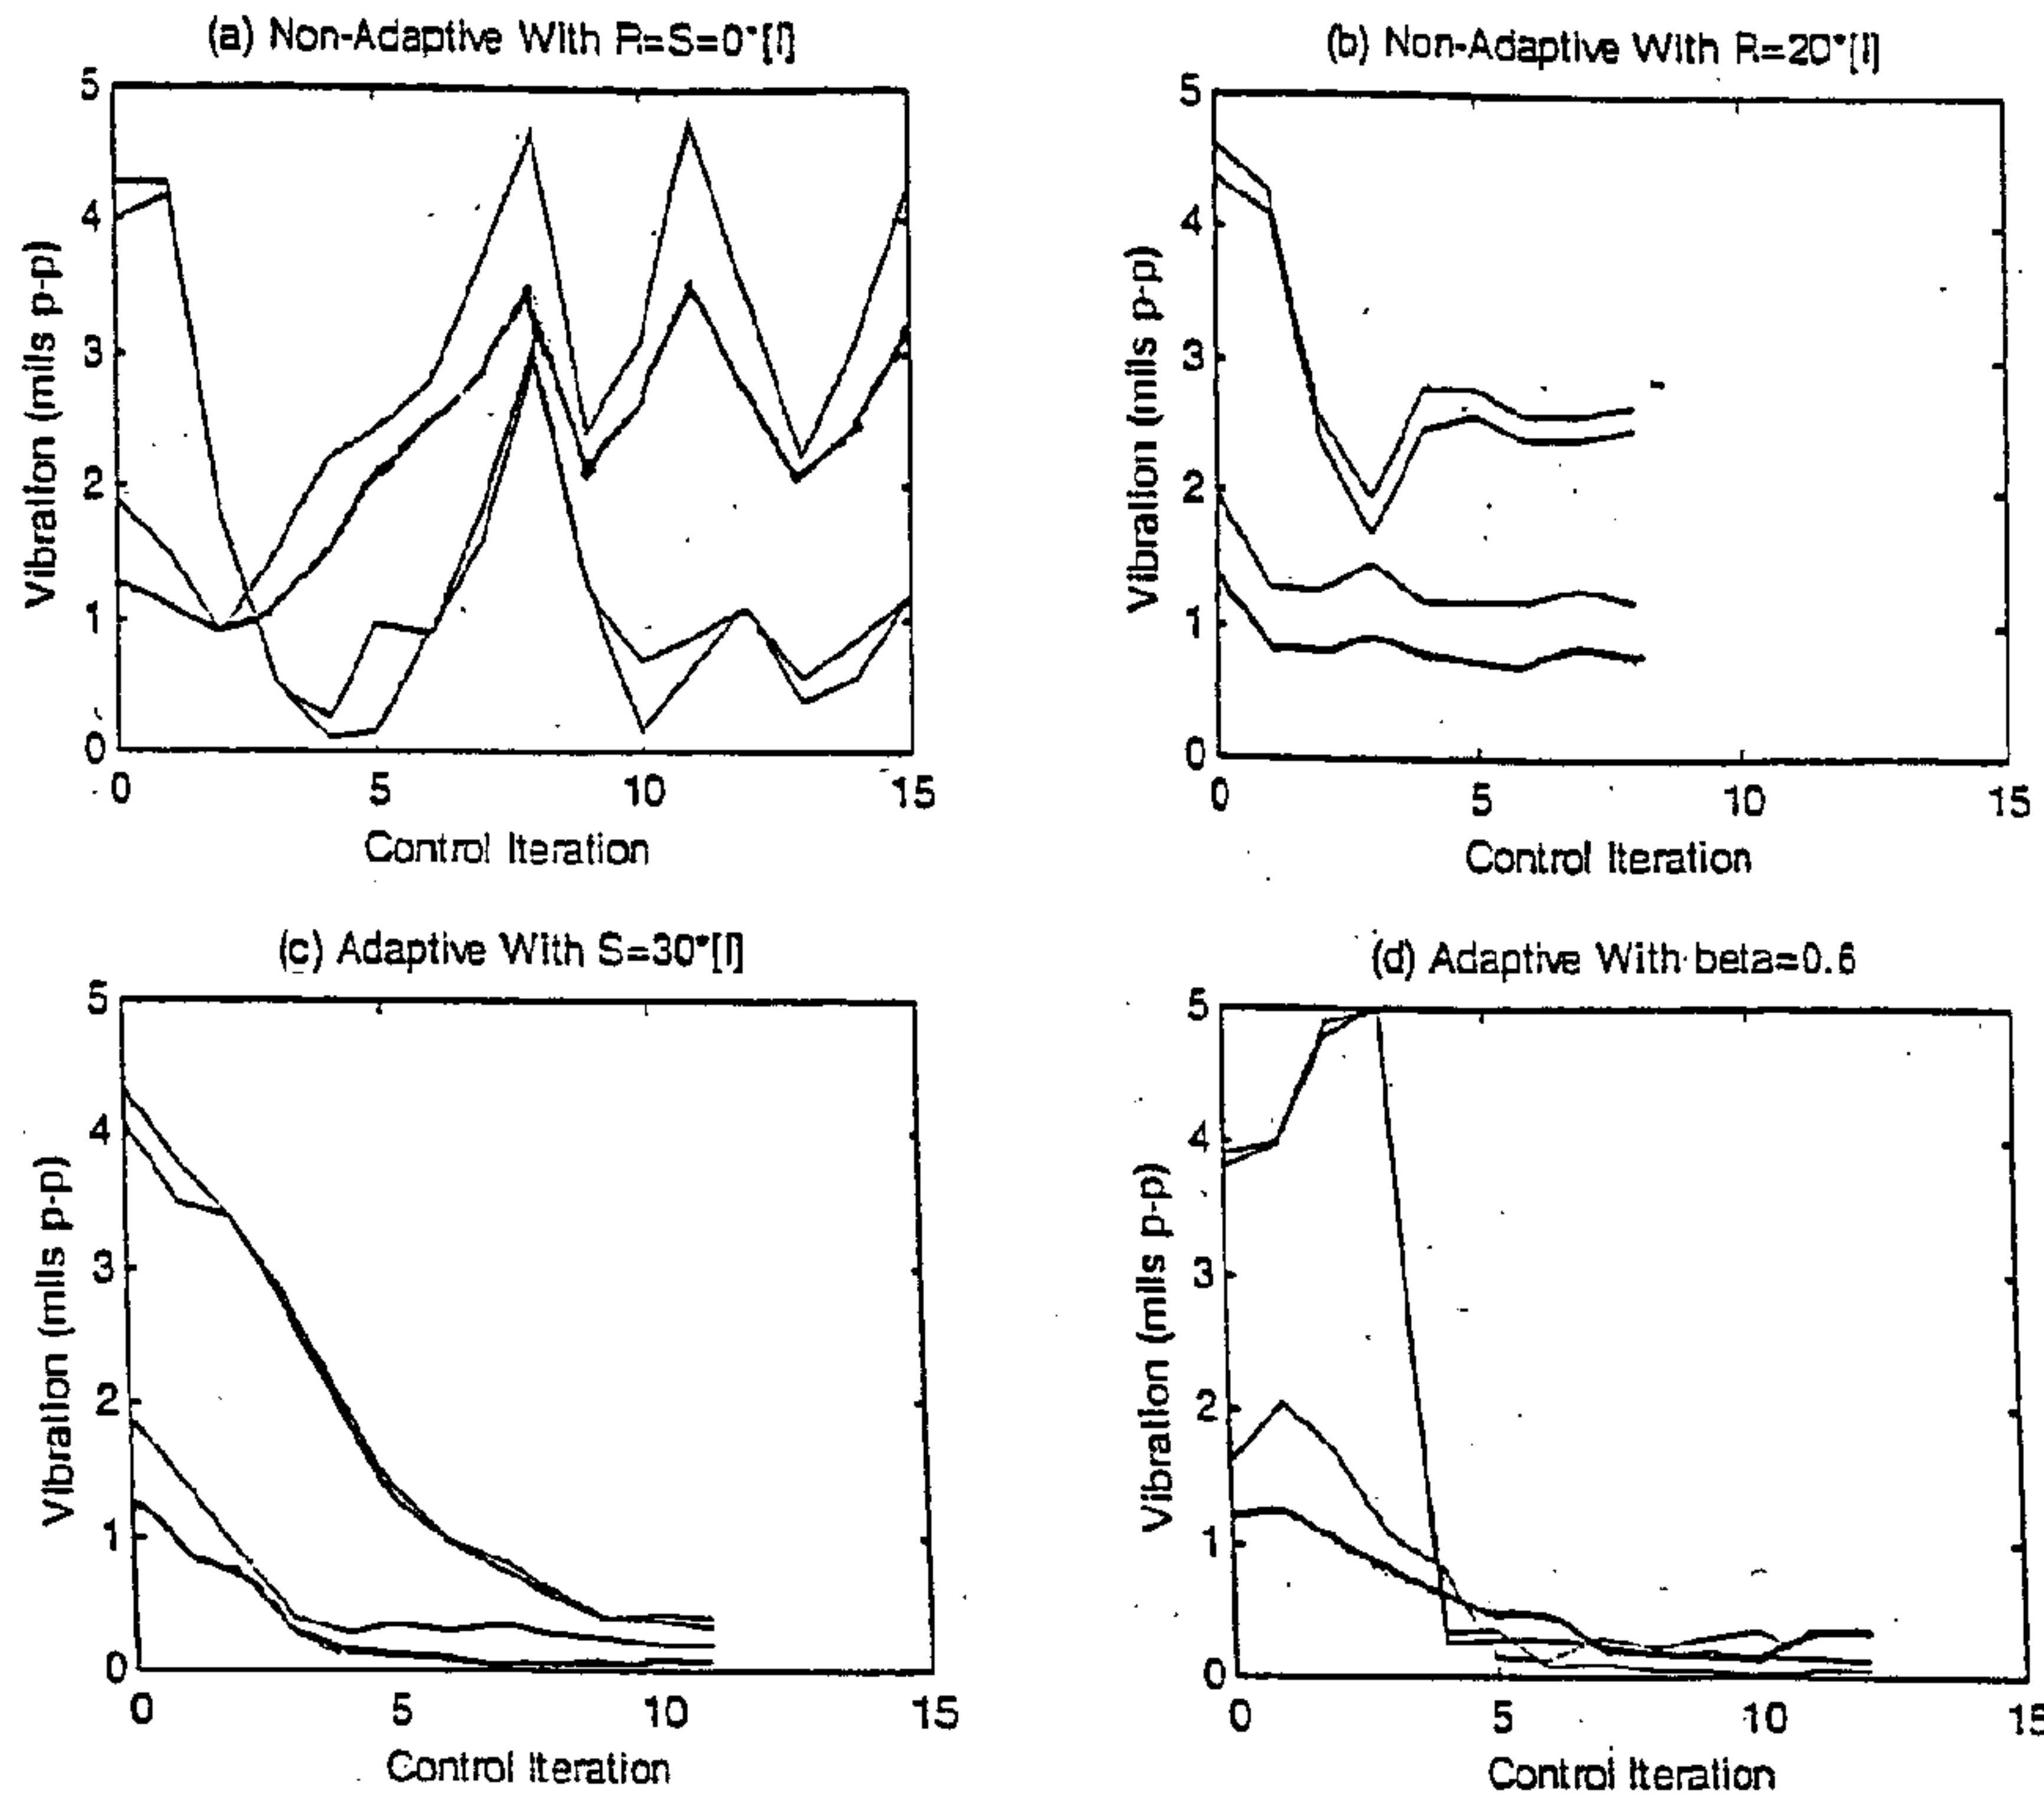 (a) Non-Adaptive With R=S=0*[I]
5
4
3
2
1
0
Vibration (mils p-p)
0 5 10 15
Control Iteration
(b) Non-Adaptive With R=20*[I]
5
4
3
2
1
0
Vibration (mils p-p)
0 5 10 15
Control Iteration
(c) Adaptive With S=30*[I]
5
4
3
2
1
0
Vibration (mils p-p)
0 5 10 15
Control Iteration
(d) Adaptive With beta=0.6
5
4
3
2
1
0
Vibration (mils p-p)
0 5 10 15
Control Iteration